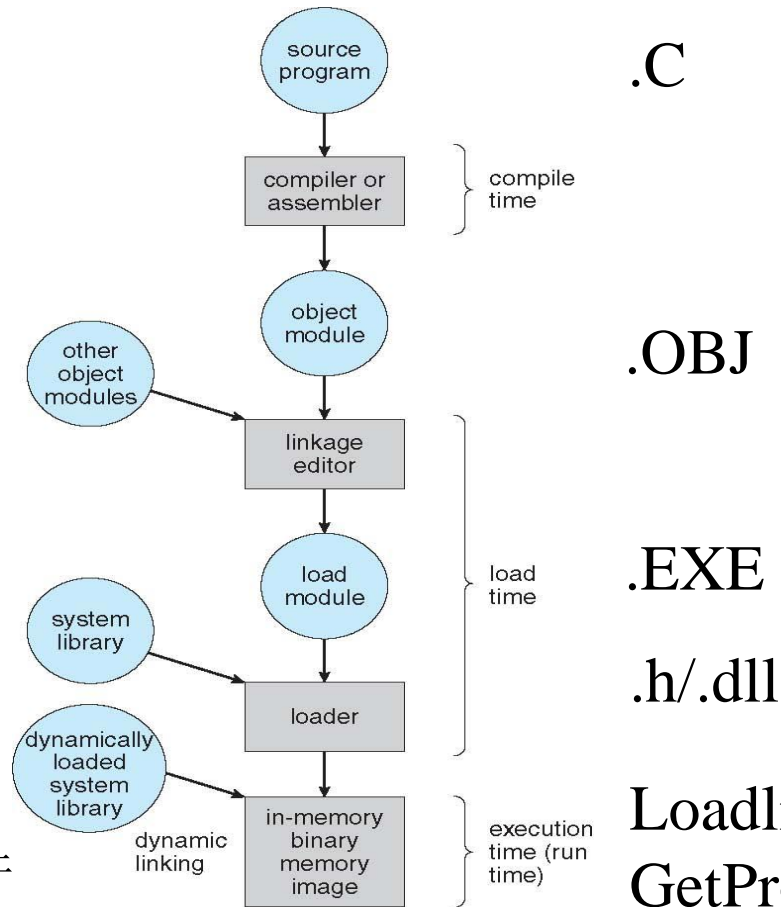 source
program
.C
compiler or
assembler
compile
time
object
module
.OBJ
other
object
modules
linkage
editor
load
module
load
time
.EXE
system
library
.h/.dll
loader
dynamically
loaded
system
library
dynamic
linking
in-memory
binary
memory
image
execution
time (run
time)